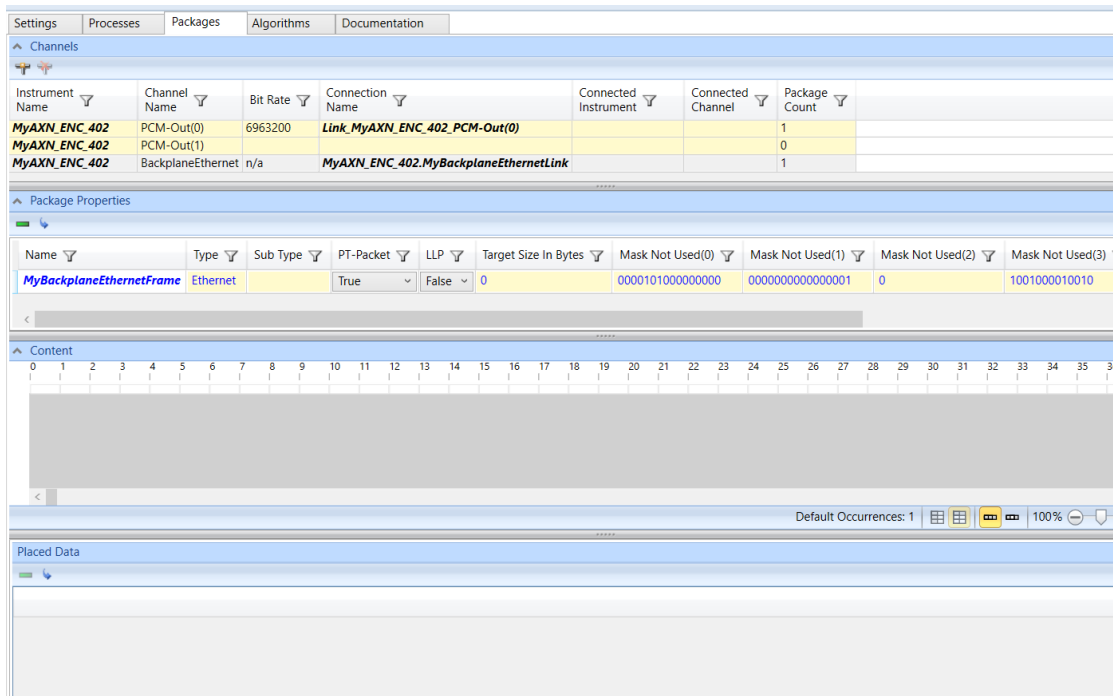 Settings Processes Packages Algorithms Documentation
Channels
Instrument Name Channel Name Bit Rate Connection Name Connected Instrument Connected Channel Package Count
MyAXN_ENC_402 PCM-Out(0) 6963200 Link_MyAXN_ENC_402_PCM-Out(0) 1
MyAXN_ENC_402 PCM-Out(1) 0
MyAXN_ENC_402 BackplaneEthernet n/a MyAXN_ENC_402.MyBackplaneEthernetLink 1
Package Properties
Name Type Sub Type PT-Packet LLP Target Size In Bytes Mask Not Used(0) Mask Not Used(1) Mask Not Used(2) Mask Not Used(3)
MyBackplaneEthernetFrame Ethernet True False 0 0000101000000000 0000000000000001 0 1001000010010
Content
0 1 2 3 4 5 6 7 8 9 10 11 12 13 14 15 16 17 18 19 20 21 22 23 24 25 26 27 28 29 30 31 32 33 34 35
Default Occurrences: 1 100%
Placed Data